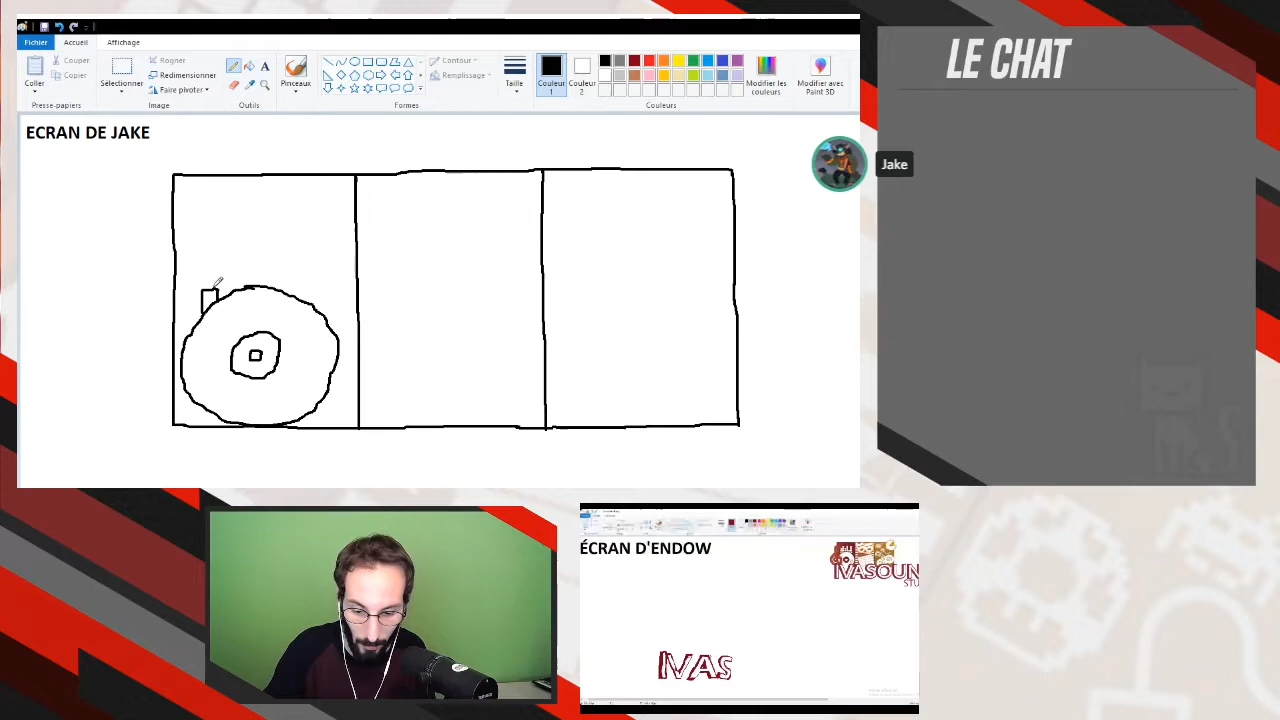 LE CHAT
Fichier
Accueil
Affichage
Coller
Couper
Copier
Presse-papiers
Sélectionner
Rogner
Redimensionner
Faire pivoter
Image
A
Outils
Pinceaux
Contour
Remplissage
Formes
Taille
Couleur
1
Couleur
2
Modifier les
couleurs
Modifier avec
Paint 3D
Couleurs
ECRAN DE JAKE
Jake
ÉCRAN D'ENDOW
IVASOUN
STU
IVAS